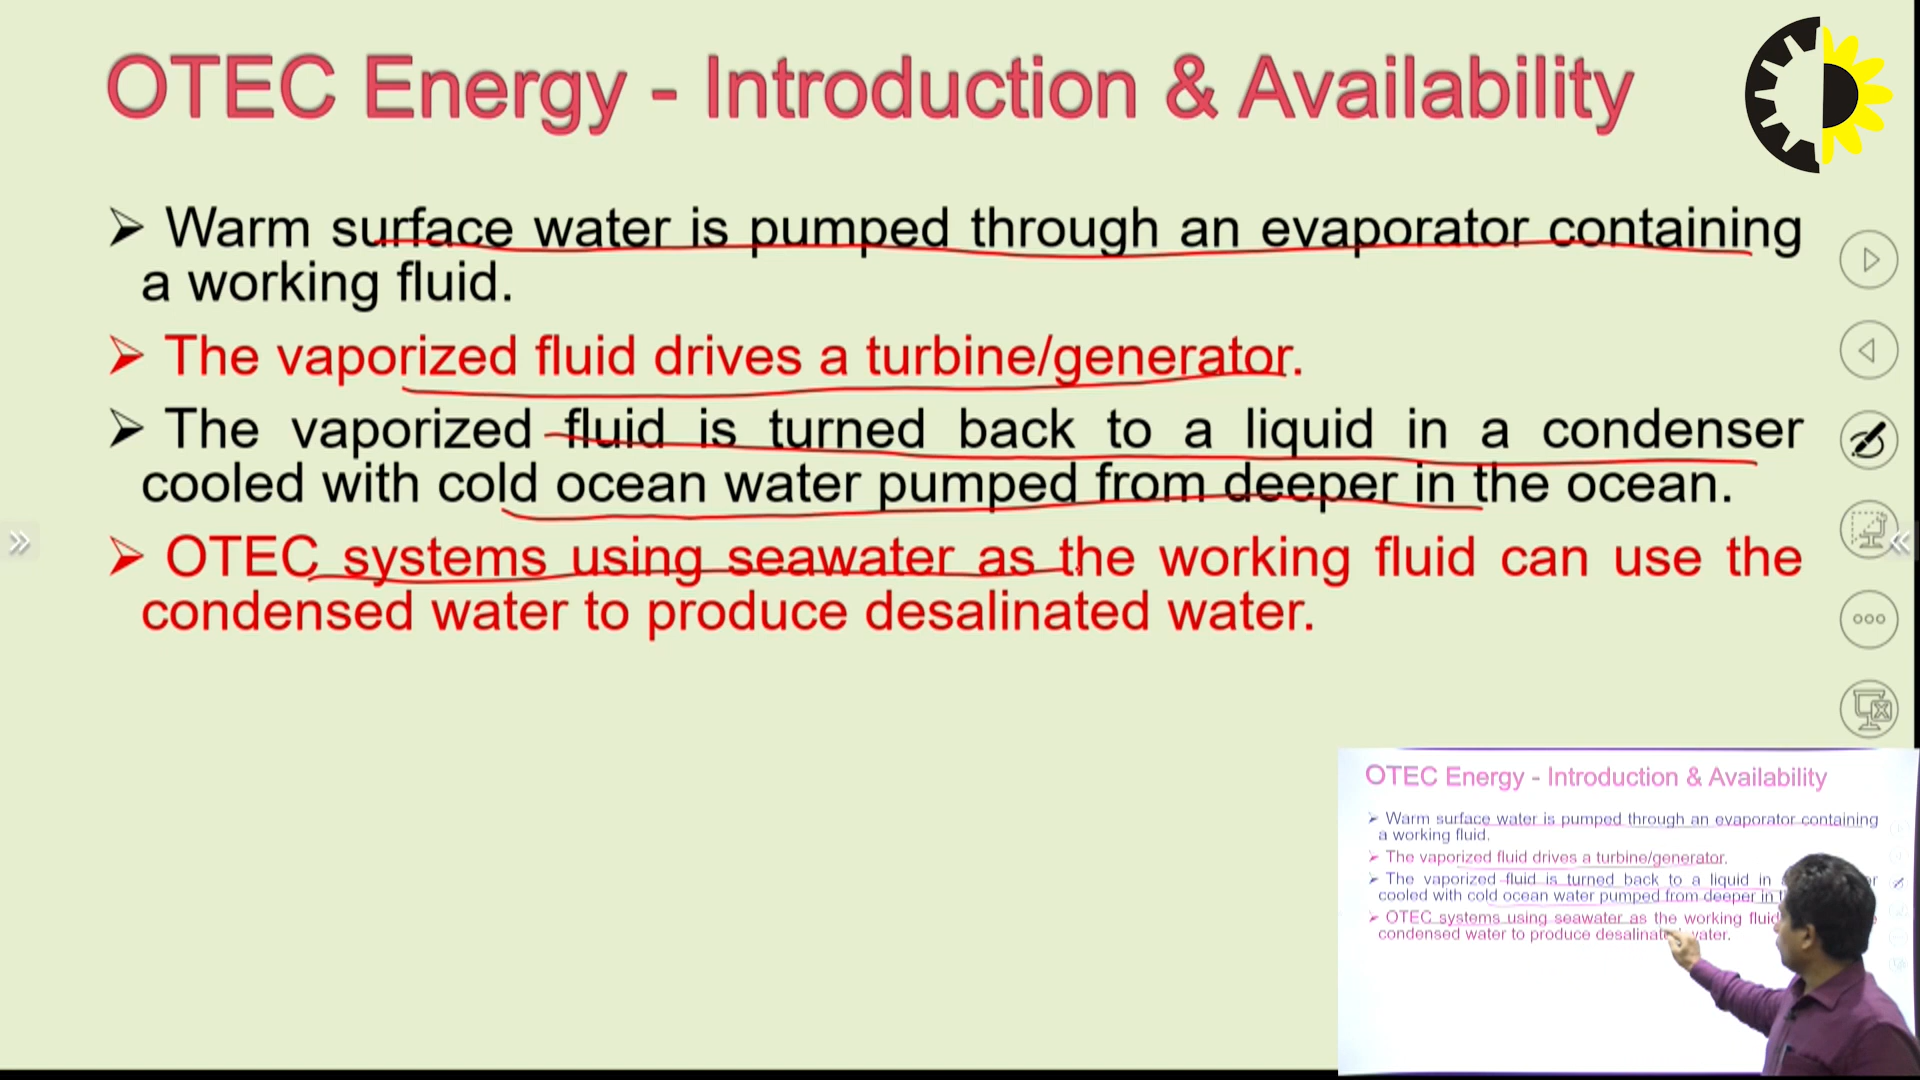 OTEC Energy - Introduction & Availability
Warm surface water is pumped through an evaporator containing
a working fluid.
The vaporized fluid drives a turbine/generator.
The vaporized fluid is turned back to a liquid in a condenser
cooled with cold ocean water pumped from deeper in the ocean.
OTEC systems using seawater as the working fluid can use the
condensed water to produce desalinated water.
OTEC Energy - Introduction & Availability
Warm surface water is pumped through an evaporator containing
a working fluid.
The vaporized fluid drives a turbine/generator.
The vaporized fluid is turned back to a liquid in
cooled with cold ocean water pumped from deeper in
OTEC systems using seawater as the working fluid
condensed water to produce desalinated water.